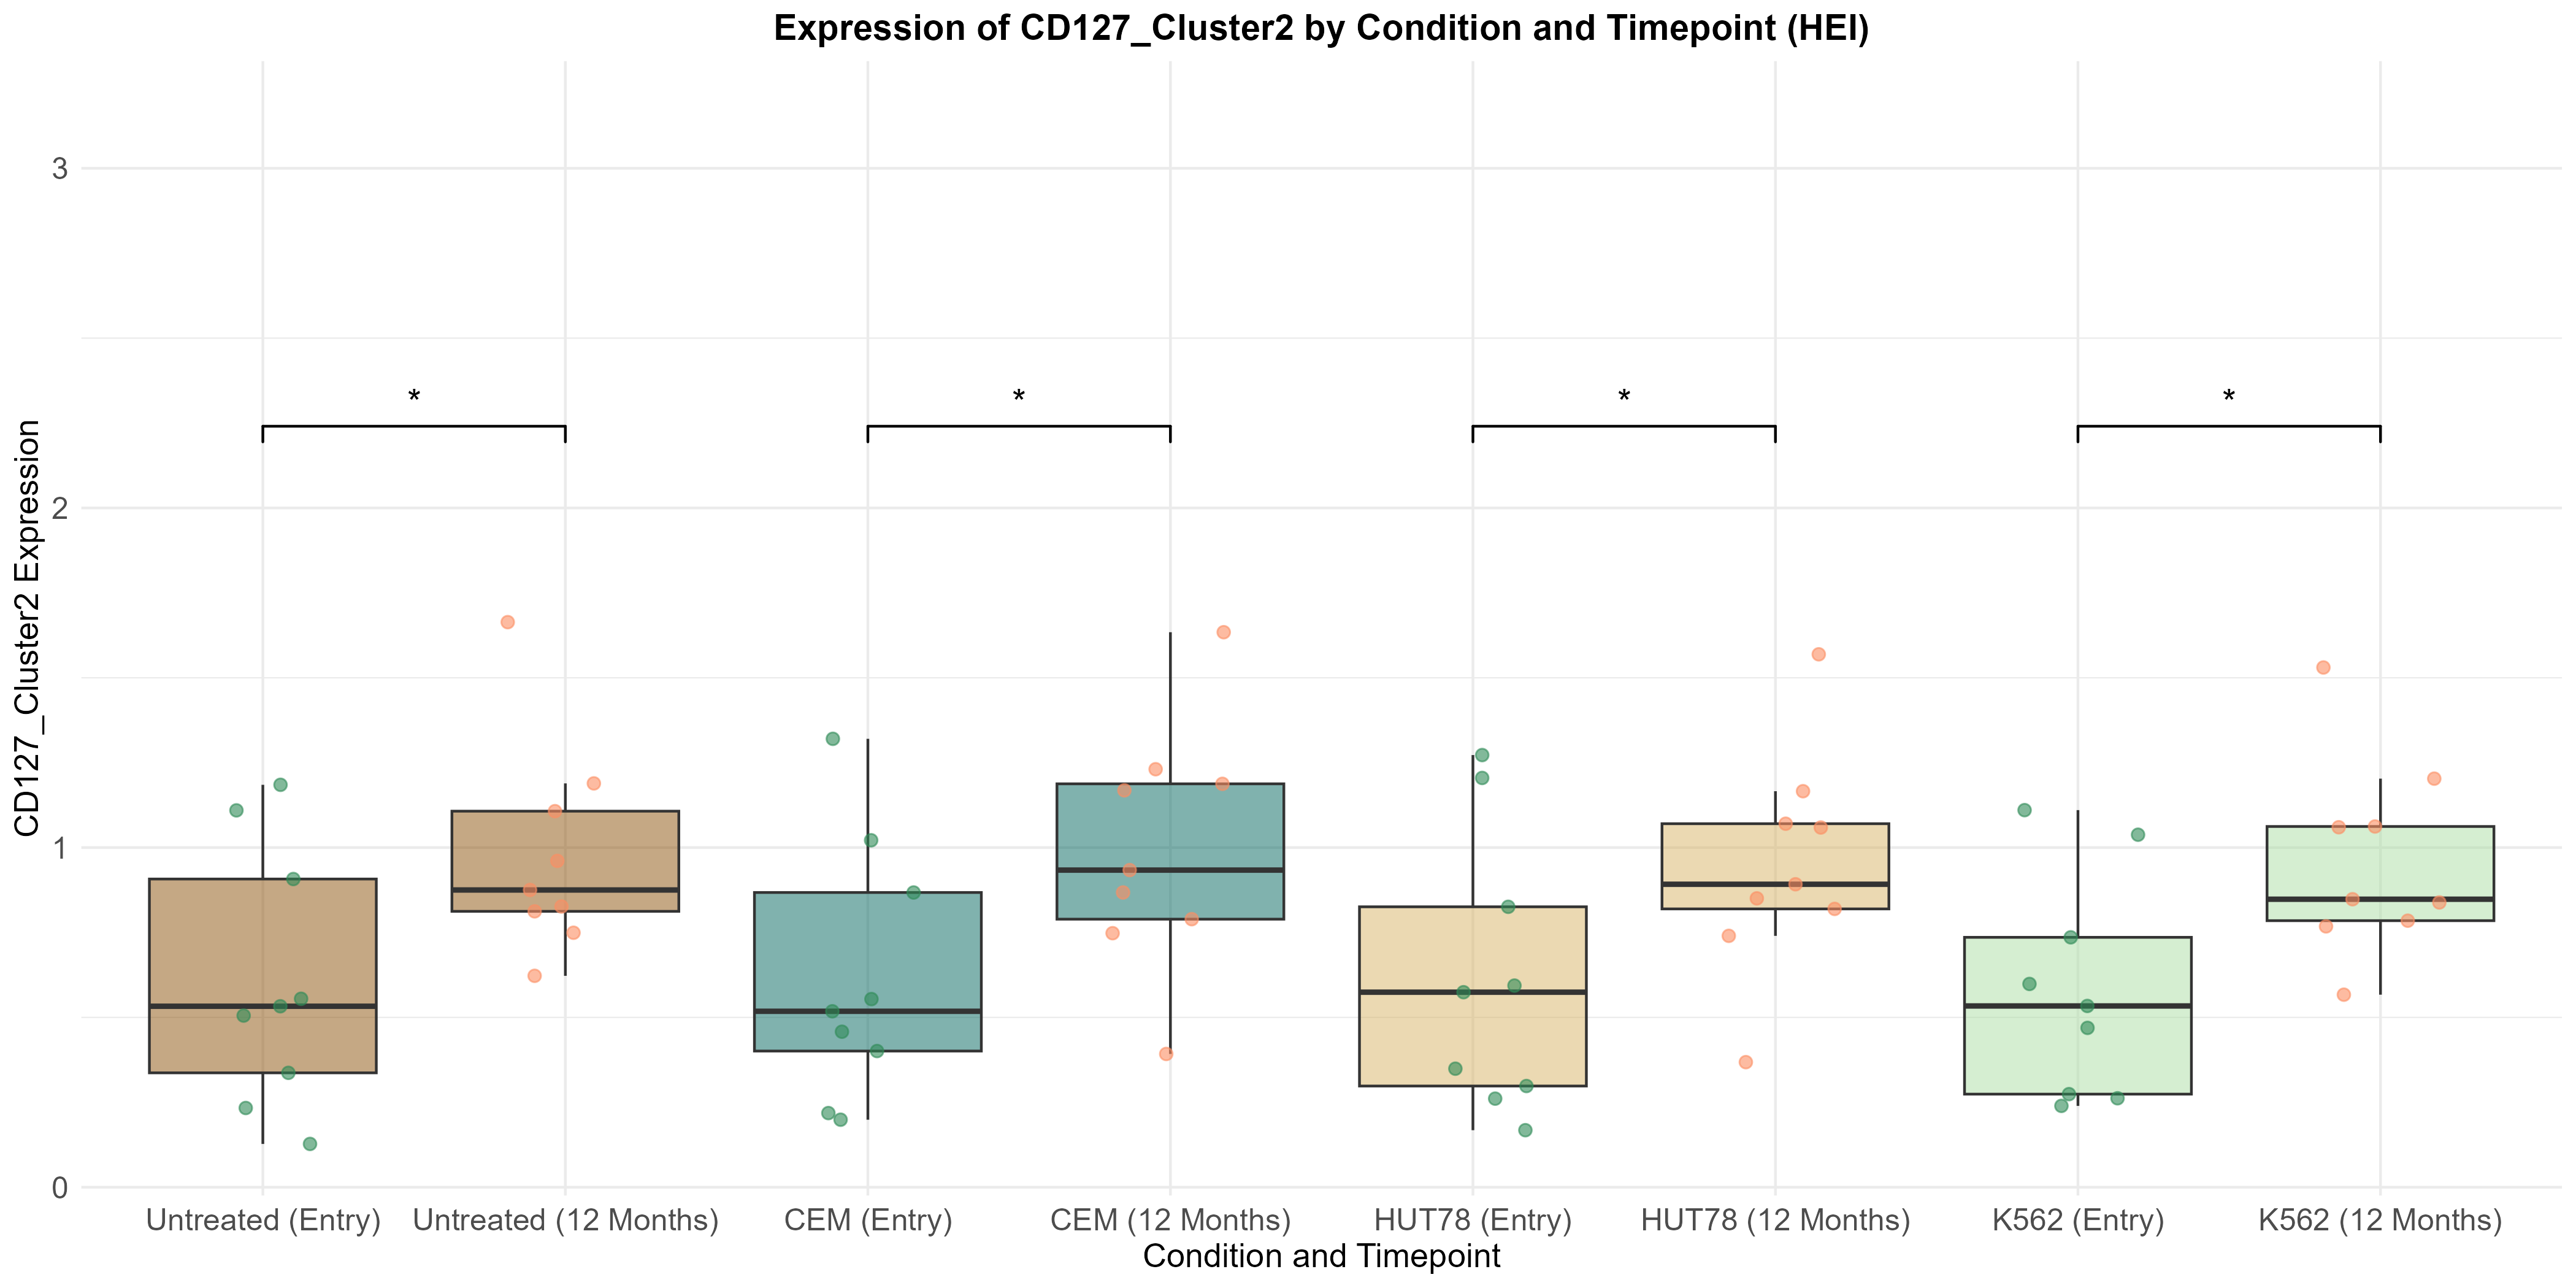 Expression of CD127_Cluster2 by Condition and Timepoint (HEI)
CD127_Cluster2 Expression
3
2
1
0
*
*
*
*
Untreated (Entry)
Untreated (12 Months)
CEM (Entry)
CEM (12 Months)
HUT78 (Entry)
HUT78 (12 Months)
K562 (Entry)
K562 (12 Months)
Condition and Timepoint